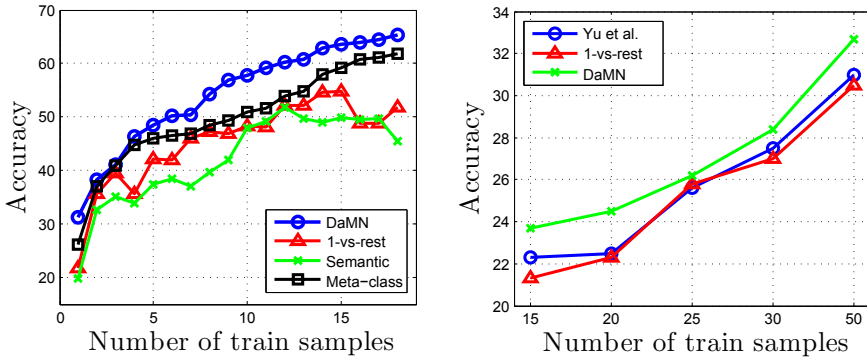 70
60
50
40
30
20
0
5
10
15
Accuracy
Number of train samples
DaMN
1-vs-rest
Semantic
Meta-class
34
32
30
28
26
24
22
20
15
20
25
30
50
Accuracy
Number of train samples
Yu et al.
1-vs-rest
DaMN